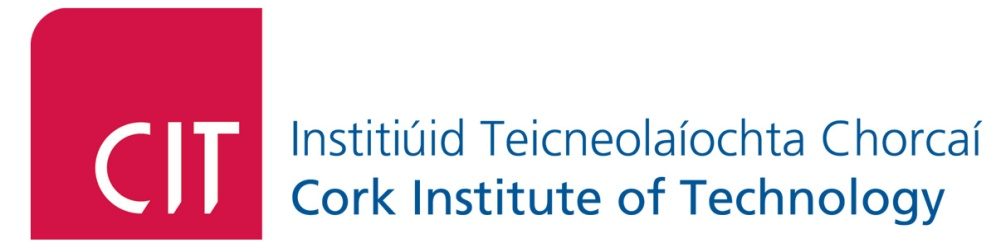 CIT
Institiúid Teicneolaíochta Chorcaí
Cork Institute of Technology